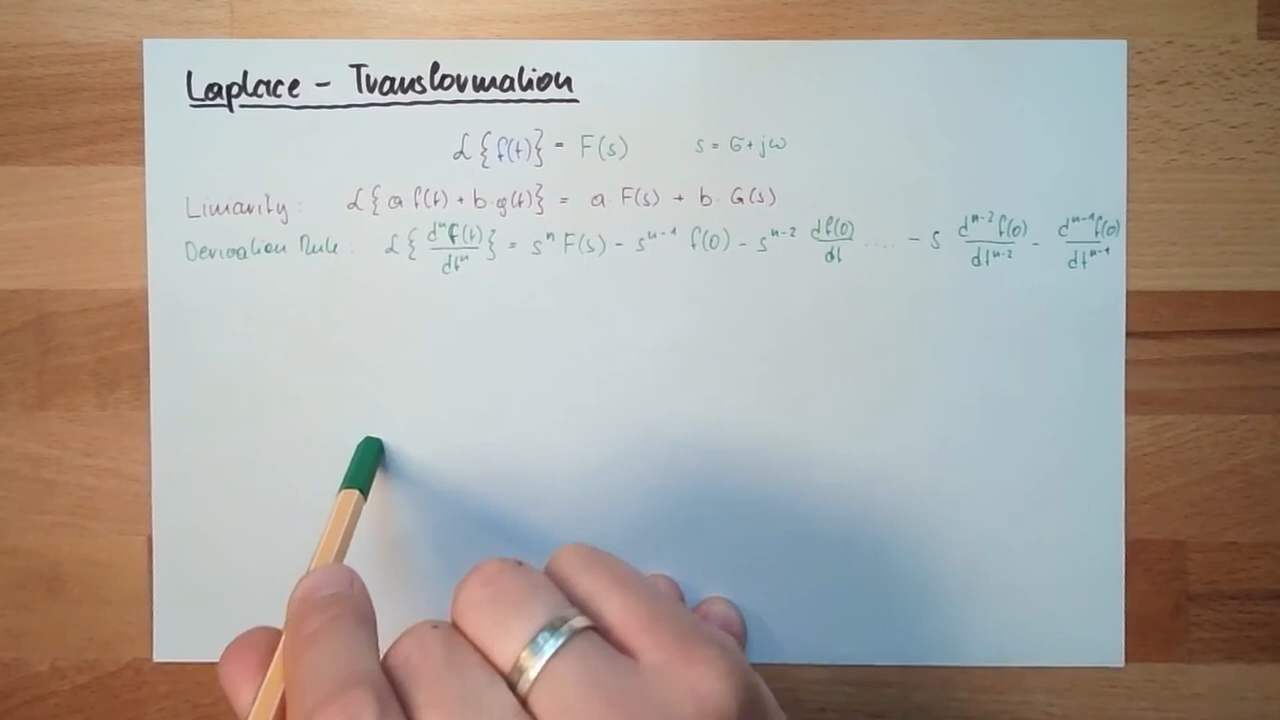 Laplace - Transformation
ℒ{f(t)} = F(s) s = σ + jω
Linearity: ℒ{a f(t) + b·g(t)} = a·F(s) + b·G(s)
Derivation Rule: ℒ{dⁿf(t)/dtⁿ} = sⁿ F(s) - sⁿ⁻¹ f(0) - sⁿ⁻² df(0)/dt .... - s dⁿ⁻²f(0)/dtⁿ⁻² - dⁿ⁻¹f(0)/dtⁿ⁻¹